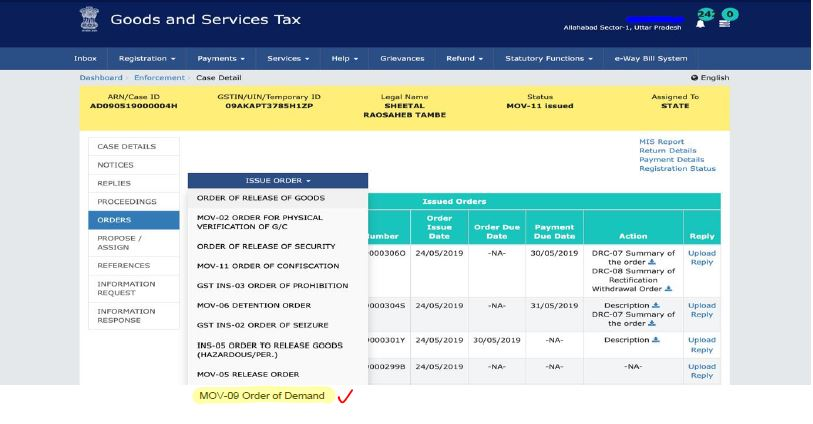 Goods and Services Tax
Allahabad Sector-1, Uttar Pradesh
242
0
Inbox Registration Payments Services Help Grievances Refund Statutory Functions e-Way Bill System
Dashboard Enforcement Case Detail
English
ARN/Case ID GSTIN/UIN/Temporary ID Legal Name Status Assigned To
AD090519000004H 09AKAPT3785H1ZP SHEETAL MOV-11 issued STATE
RAOSAHEB TAMBE
MIS Report
Return Details
Payment Details
Registration Status
CASE DETAILS
NOTICES
REPLIES
PROCEEDINGS
ORDERS
PROPOSE /
ASSIGN
REFERENCES
INFORMATION
REQUEST
INFORMATION
RESPONSE
ISSUE ORDER
ORDER OF RELEASE OF GOODS
MOV-02 ORDER FOR PHYSICAL
VERIFICATION OF G/C
ORDER OF RELEASE OF SECURITY
MOV-11 ORDER OF CONFISCATION
GST INS-03 ORDER OF PROHIBITION
MOV-06 DETENTION ORDER
GST INS-02 ORDER OF SEIZURE
INS-05 ORDER TO RELEASE GOODS
(HAZARDOUS/PER.)
MOV-05 RELEASE ORDER
MOV-09 Order of Demand
Issued Orders
Order
Issue
Date
Order Due
Date
Payment
Due Date
Action
Reply
000306O 24/05/2019 -NA- 30/05/2019 DRC-07 Summary of Upload
the order Reply
DRC-08 Summary of
Rectification
Withdrawal Order
0000304S 24/05/2019 -NA- 31/05/2019 Description Upload
DRC-07 Summary of Reply
the order
0000301Y 24/05/2019 30/05/2019 -NA- Description Upload
Reply
000299B 24/05/2019 -NA- -NA- -NA- Upload
Reply